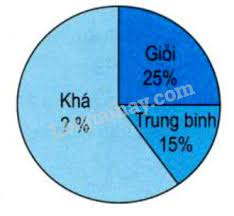 Giỏi
25%
Khá
? %
Trung bình
15%